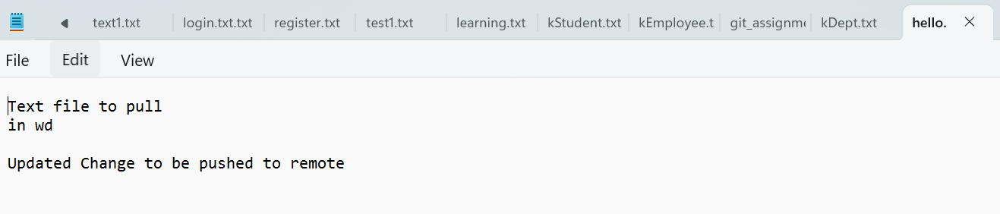 text1.txt login.txt.txt register.txt test1.txt learning.txt kStudent.txt kEmployee.t git_assignme kDept.txt hello.
File Edit View
Text file to pull
in wd
Updated Change to be pushed to remote